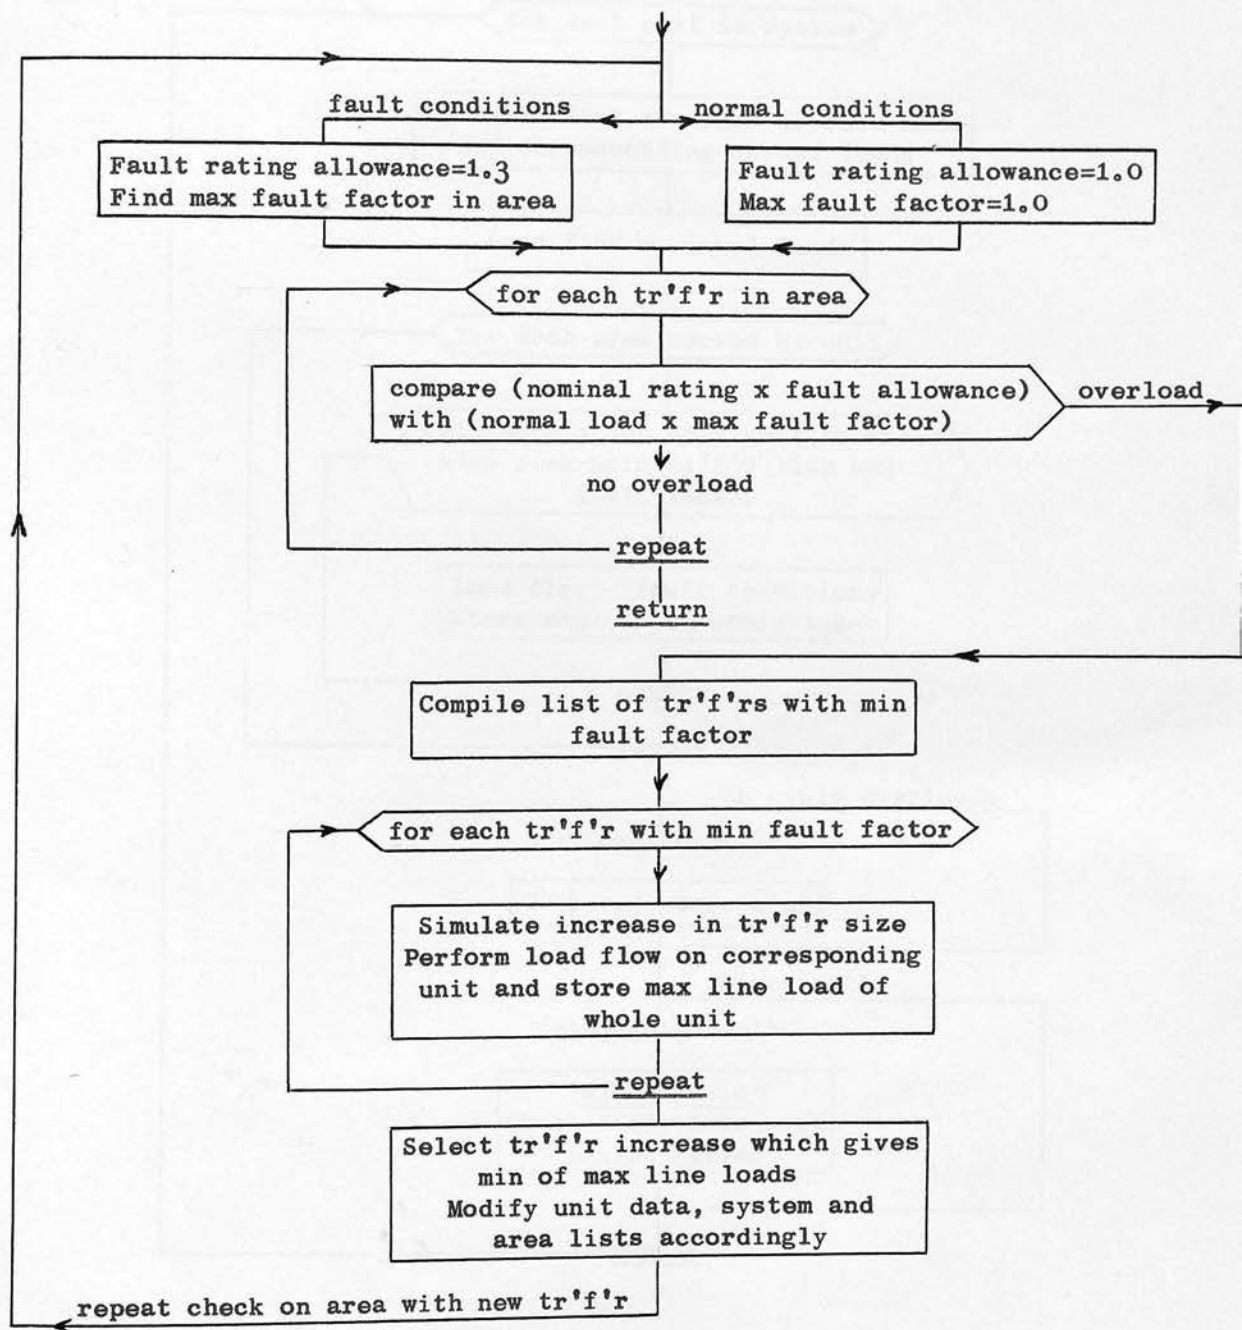 fault conditions
normal conditions
Fault rating allowance=1.3
Find max fault factor in area
Fault rating allowance=1.0
Max fault factor=1.0
for each tr'f'r in area
compare (nominal rating x fault allowance)
with (normal load x max fault factor)
overload
no overload
repeat
return
Compile list of tr'f'rs with min
fault factor
for each tr'f'r with min fault factor
Simulate increase in tr'f'r size
Perform load flow on corresponding
unit and store max line load of
whole unit
repeat
Select tr'f'r increase which gives
min of max line loads
Modify unit data, system and
area lists accordingly
repeat check on area with new tr'f'r